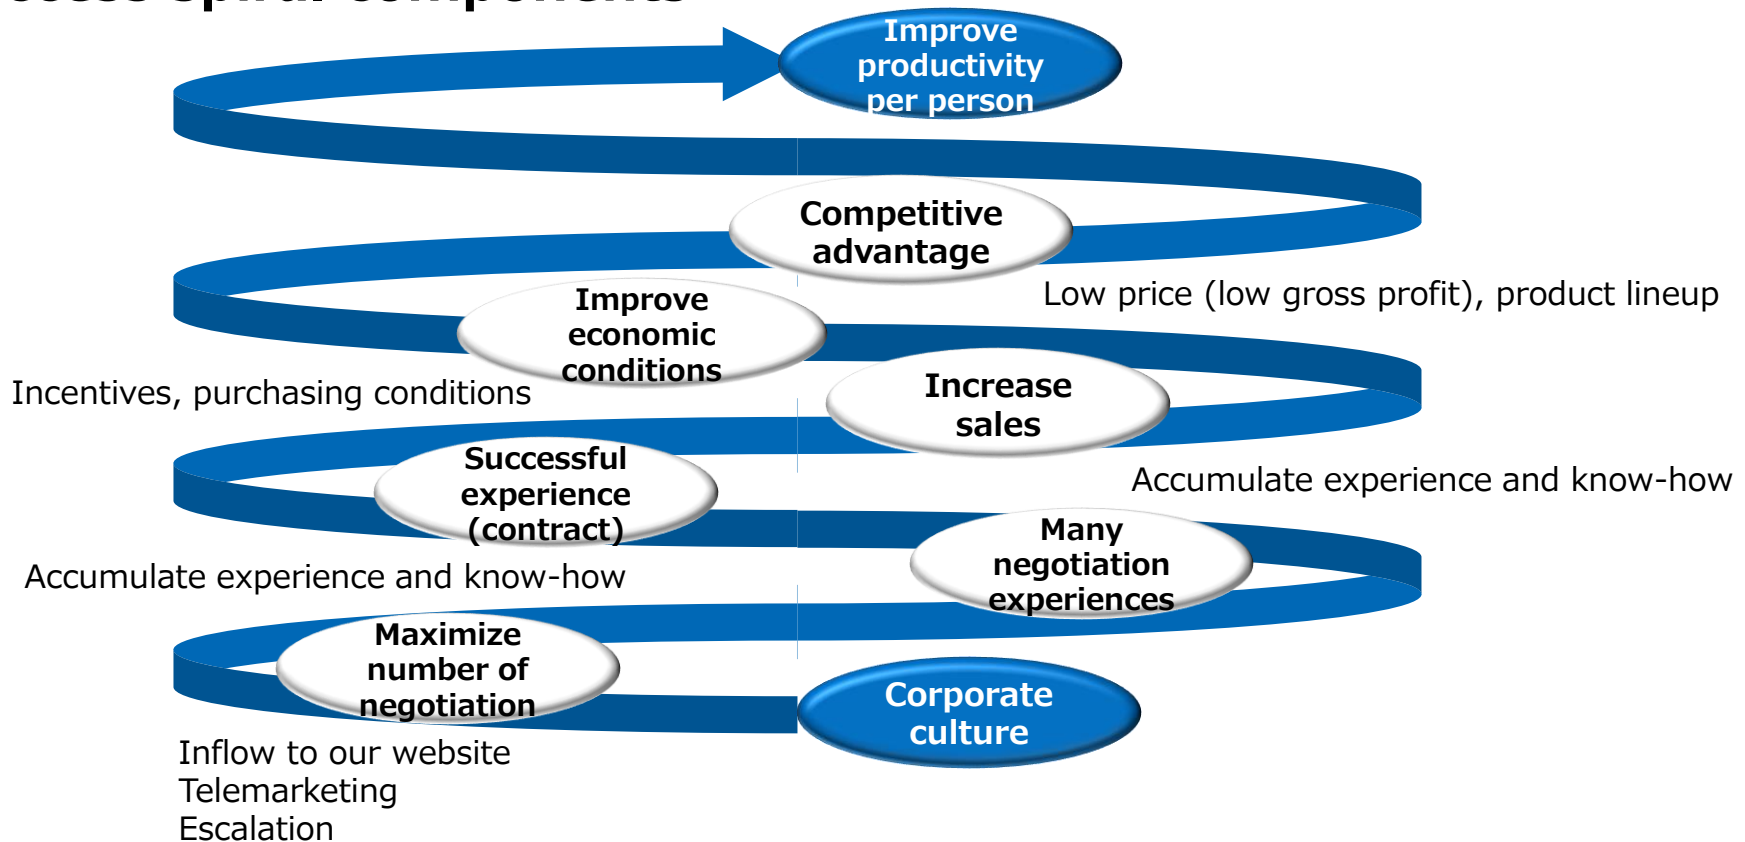 Improve
productivity
per person
Competitive
advantage
Low price (low gross profit), product lineup
Improve
economic
conditions
Incentives, purchasing conditions
Increase
sales
Successful
experience
(contract)
Accumulate experience and know-how
Many
negotiation
experiences
Accumulate experience and know-how
Maximize
number of
negotiation
Corporate
culture
Inflow to our website
Telemarketing
Escalation